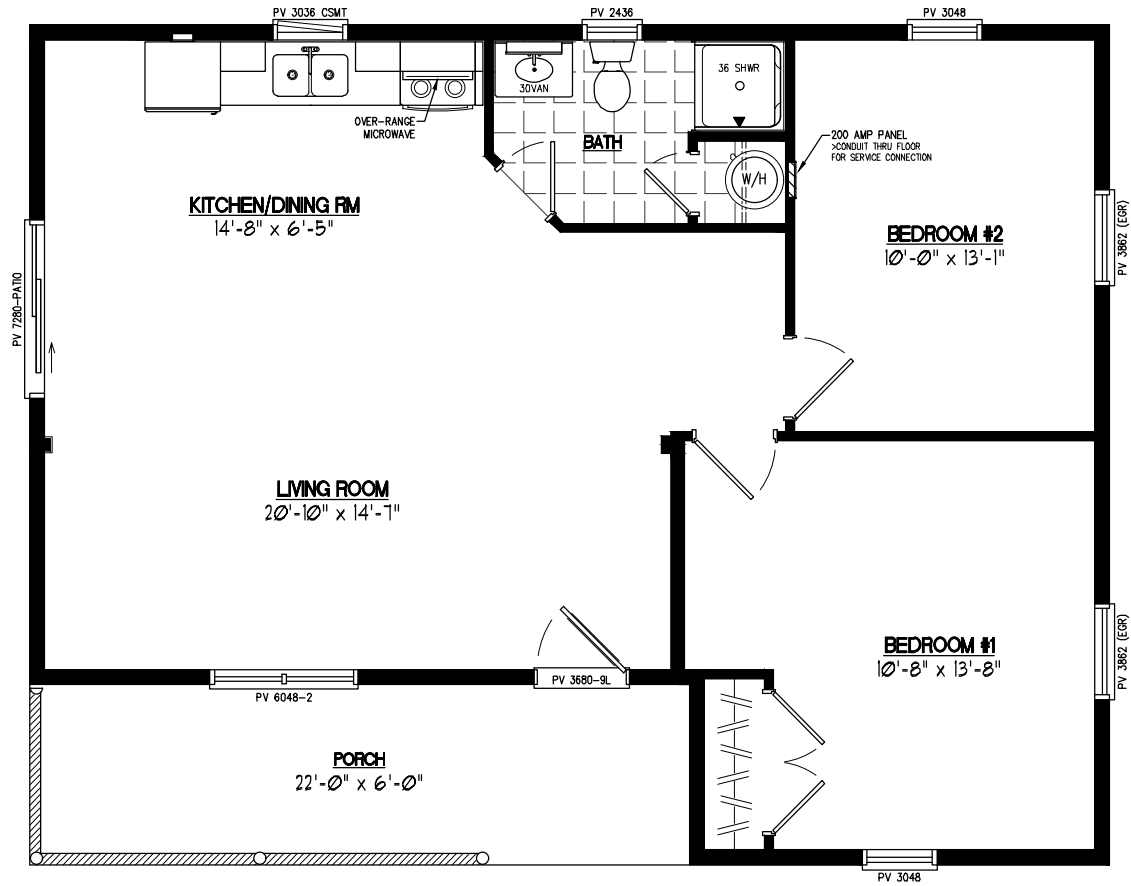 PV 3036 CSMT
PV 2436
PV 3048
30VAN
36 SHWR
OVER-RANGE
MICROWAVE
BATH
200 AMP PANEL
>CONDUIT THRU FLOOR
FOR SERVICE CONNECTION
W/H
KITCHEN/DINING RM
14'-8" x 6'-5"
BEDROOM #2
10'-0" x 13'-1"
PV 3862 (EGR)
PV 7280-PATIO
LIVING ROOM
20'-10" x 14'-7"
BEDROOM #1
10'-8" x 13'-8"
PV 3862 (EGR)
PV 6048-2
PV 3680-9L
PORCH
22'-0" x 6'-0"
PV 3048